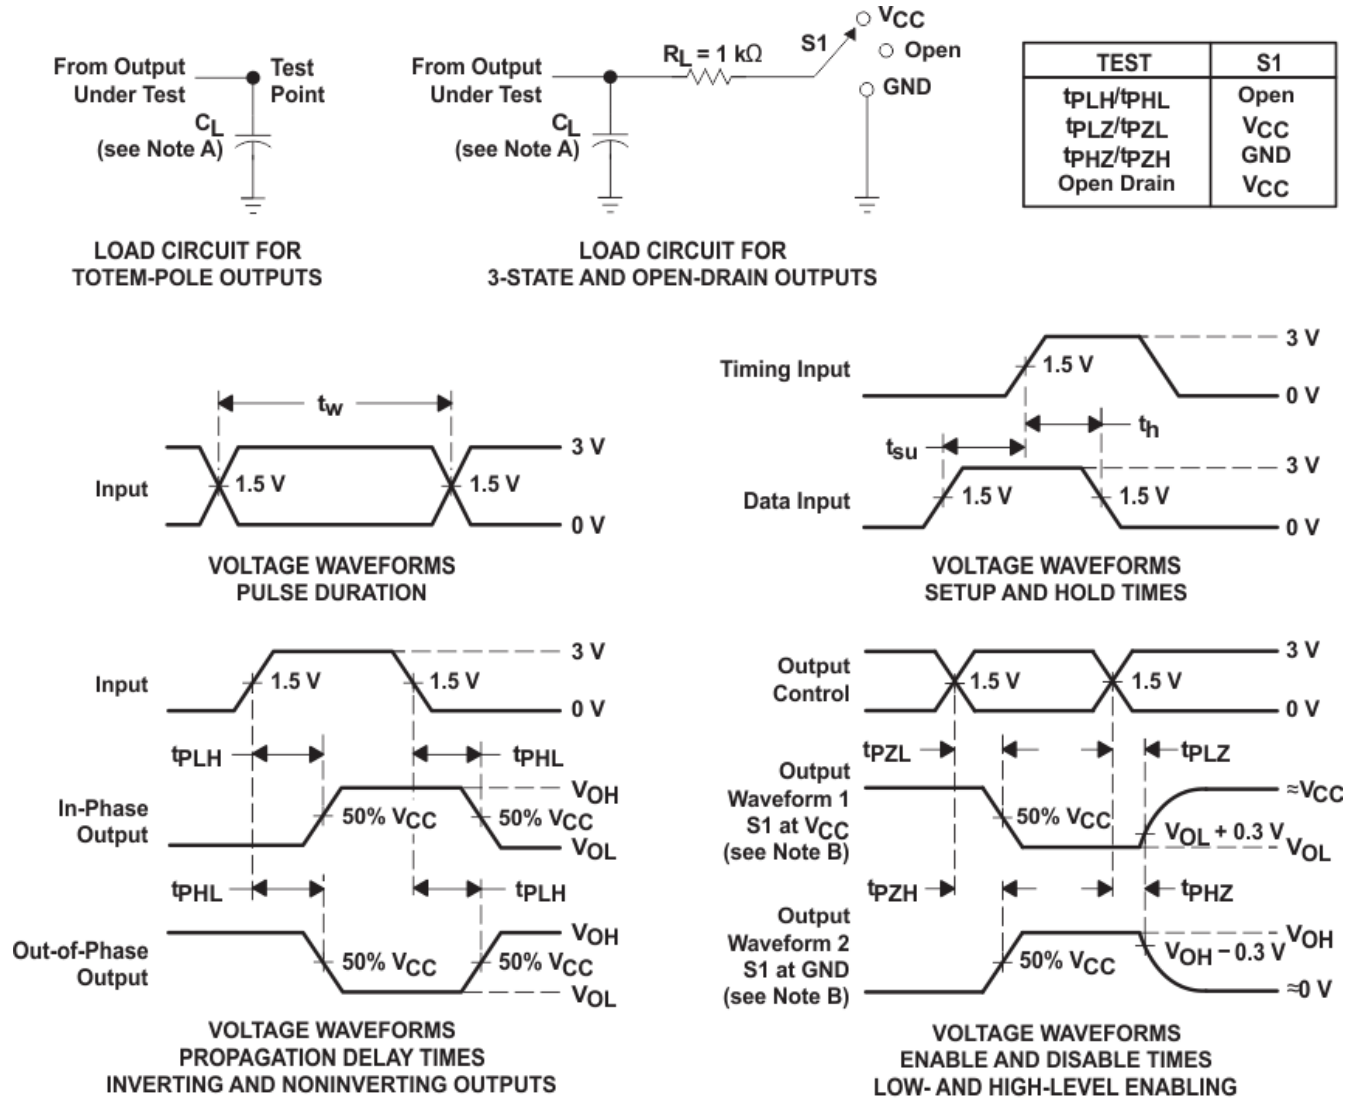 From Output
Under Test
Test
Point
CL
(see Note A)
LOAD CIRCUIT FOR
TOTEM-POLE OUTPUTS
From Output
Under Test
CL
(see Note A)
RL = 1 kΩ
S1
VCC
Open
GND
LOAD CIRCUIT FOR
3-STATE AND OPEN-DRAIN OUTPUTS
TEST S1
tPLH/tPHL Open
tPLZ/tPZL VCC
tPHZ/tPZH GND
Open Drain VCC
tw
3 V
Input
1.5 V
1.5 V
0 V
VOLTAGE WAVEFORMS
PULSE DURATION
3 V
Timing Input
1.5 V
0 V
th
tsu
3 V
Data Input
1.5 V
1.5 V
0 V
VOLTAGE WAVEFORMS
SETUP AND HOLD TIMES
3 V
Input
1.5 V
1.5 V
0 V
tPLH
tPHL
VOH
In-Phase
Output
50% VCC
50% VCC
VOL
tPHL
tPLH
VOH
Out-of-Phase
Output
50% VCC
50% VCC
VOL
VOLTAGE WAVEFORMS
PROPAGATION DELAY TIMES
INVERTING AND NONINVERTING OUTPUTS
3 V
Output
Control
1.5 V
1.5 V
0 V
tPZL
tPLZ
Output
Waveform 1
S1 at VCC
(see Note B)
50% VCC
≈VCC
VOL + 0.3 V
VOL
tPZH
tPHZ
Output
Waveform 2
S1 at GND
(see Note B)
50% VCC
VOH
VOH − 0.3 V
≈0 V
VOLTAGE WAVEFORMS
ENABLE AND DISABLE TIMES
LOW- AND HIGH-LEVEL ENABLING